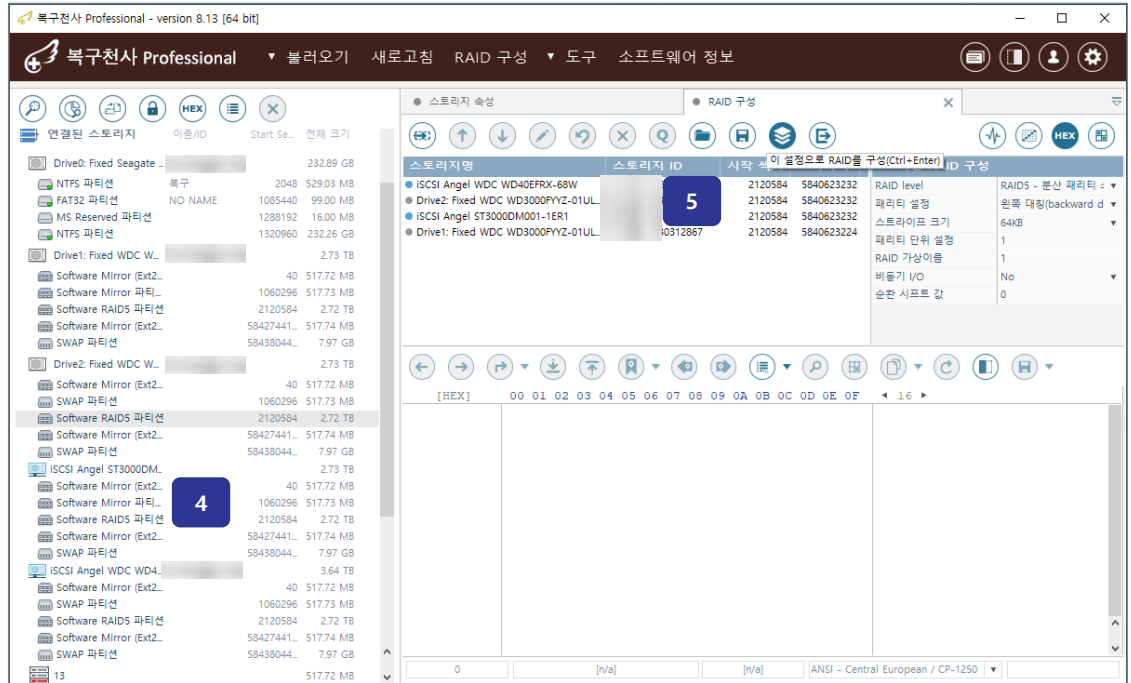 복구천사 Professional - version 8.13 [64 bit]
복구천사 Professional
▼ 불러오기 새로고침 RAID 구성 ▼ 도구 소프트웨어 정보
HEX
연결된 스토리지 이름/ID Start Se... 전체 크기
Drive0: Fixed Seagate .. 232.89 GB
NTFS 파티션 복구 2048 529.03 MB
FAT32 파티션 NO NAME 1085440 99.00 MB
MS Reserved 파티션 1288192 16.00 MB
NTFS 파티션 1320960 232.26 GB
Drive1: Fixed WDC W... 2.73 TB
Software Mirror (Ext2... 40 517.72 MB
Software Mirror 파티... 1060296 517.73 MB
Software RAID5 파티션 2120584 2.72 TB
Software Mirror (Ext2... 58427441... 517.74 MB
SWAP 파티션 58438044... 7.97 GB
Drive2: Fixed WDC W... 2.73 TB
Software Mirror (Ext2... 40 517.72 MB
SWAP 파티션 1060296 517.73 MB
Software RAID5 파티션 2120584 2.72 TB
Software Mirror (Ext2... 58427441... 517.74 MB
SWAP 파티션 58438044... 7.97 GB
iSCSI Angel ST3000DM... 2.73 TB
Software Mirror (Ext2... 40 517.72 MB
Software Mirror 파티... 1060296 517.73 MB
Software RAID5 파티션 2120584 2.72 TB
Software Mirror (Ext2... 58427441... 517.74 MB
SWAP 파티션 58438044... 7.97 GB
4
iSCSI Angel WDC WD4... 3.64 TB
Software Mirror (Ext2... 40 517.72 MB
SWAP 파티션 1060296 517.73 MB
Software RAID5 파티션 2120584 2.72 TB
Software Mirror (Ext2... 58427441... 517.74 MB
SWAP 파티션 58438044... 7.97 GB
13 517.72 MB
스토리지 속성
RAID 구성
HEX
스토리지명 스토리지 ID 시작 ID 구성
이 설정으로 RAID를 구성(Ctrl+Enter)
iSCSI Angel WDC WD40EFRX-68W 2120584 5840623232
Drive2: Fixed WDC WD3000FYYZ-01UL... 2120584 5840623232
iSCSI Angel ST3000DM001-1ER1 2120584 5840623232
Drive1: Fixed WDC WD3000FYYZ-01UL... 0312867 2120584 5840623224
5
RAID level RAID5 - 분산 패리티
패리티 설정 왼쪽 대칭(backward d
스트라이프 크기 64KB
패리티 단위 설정 1
RAID 가상이름 1
비동기 I/O No
순환 시프트 값 0
[HEX] 00 01 02 03 04 05 06 07 08 09 0A 0B 0C 0D 0E 0F ◀ 16 ▶
0 [n/a] [n/a] ANSI - Central European / CP-1250